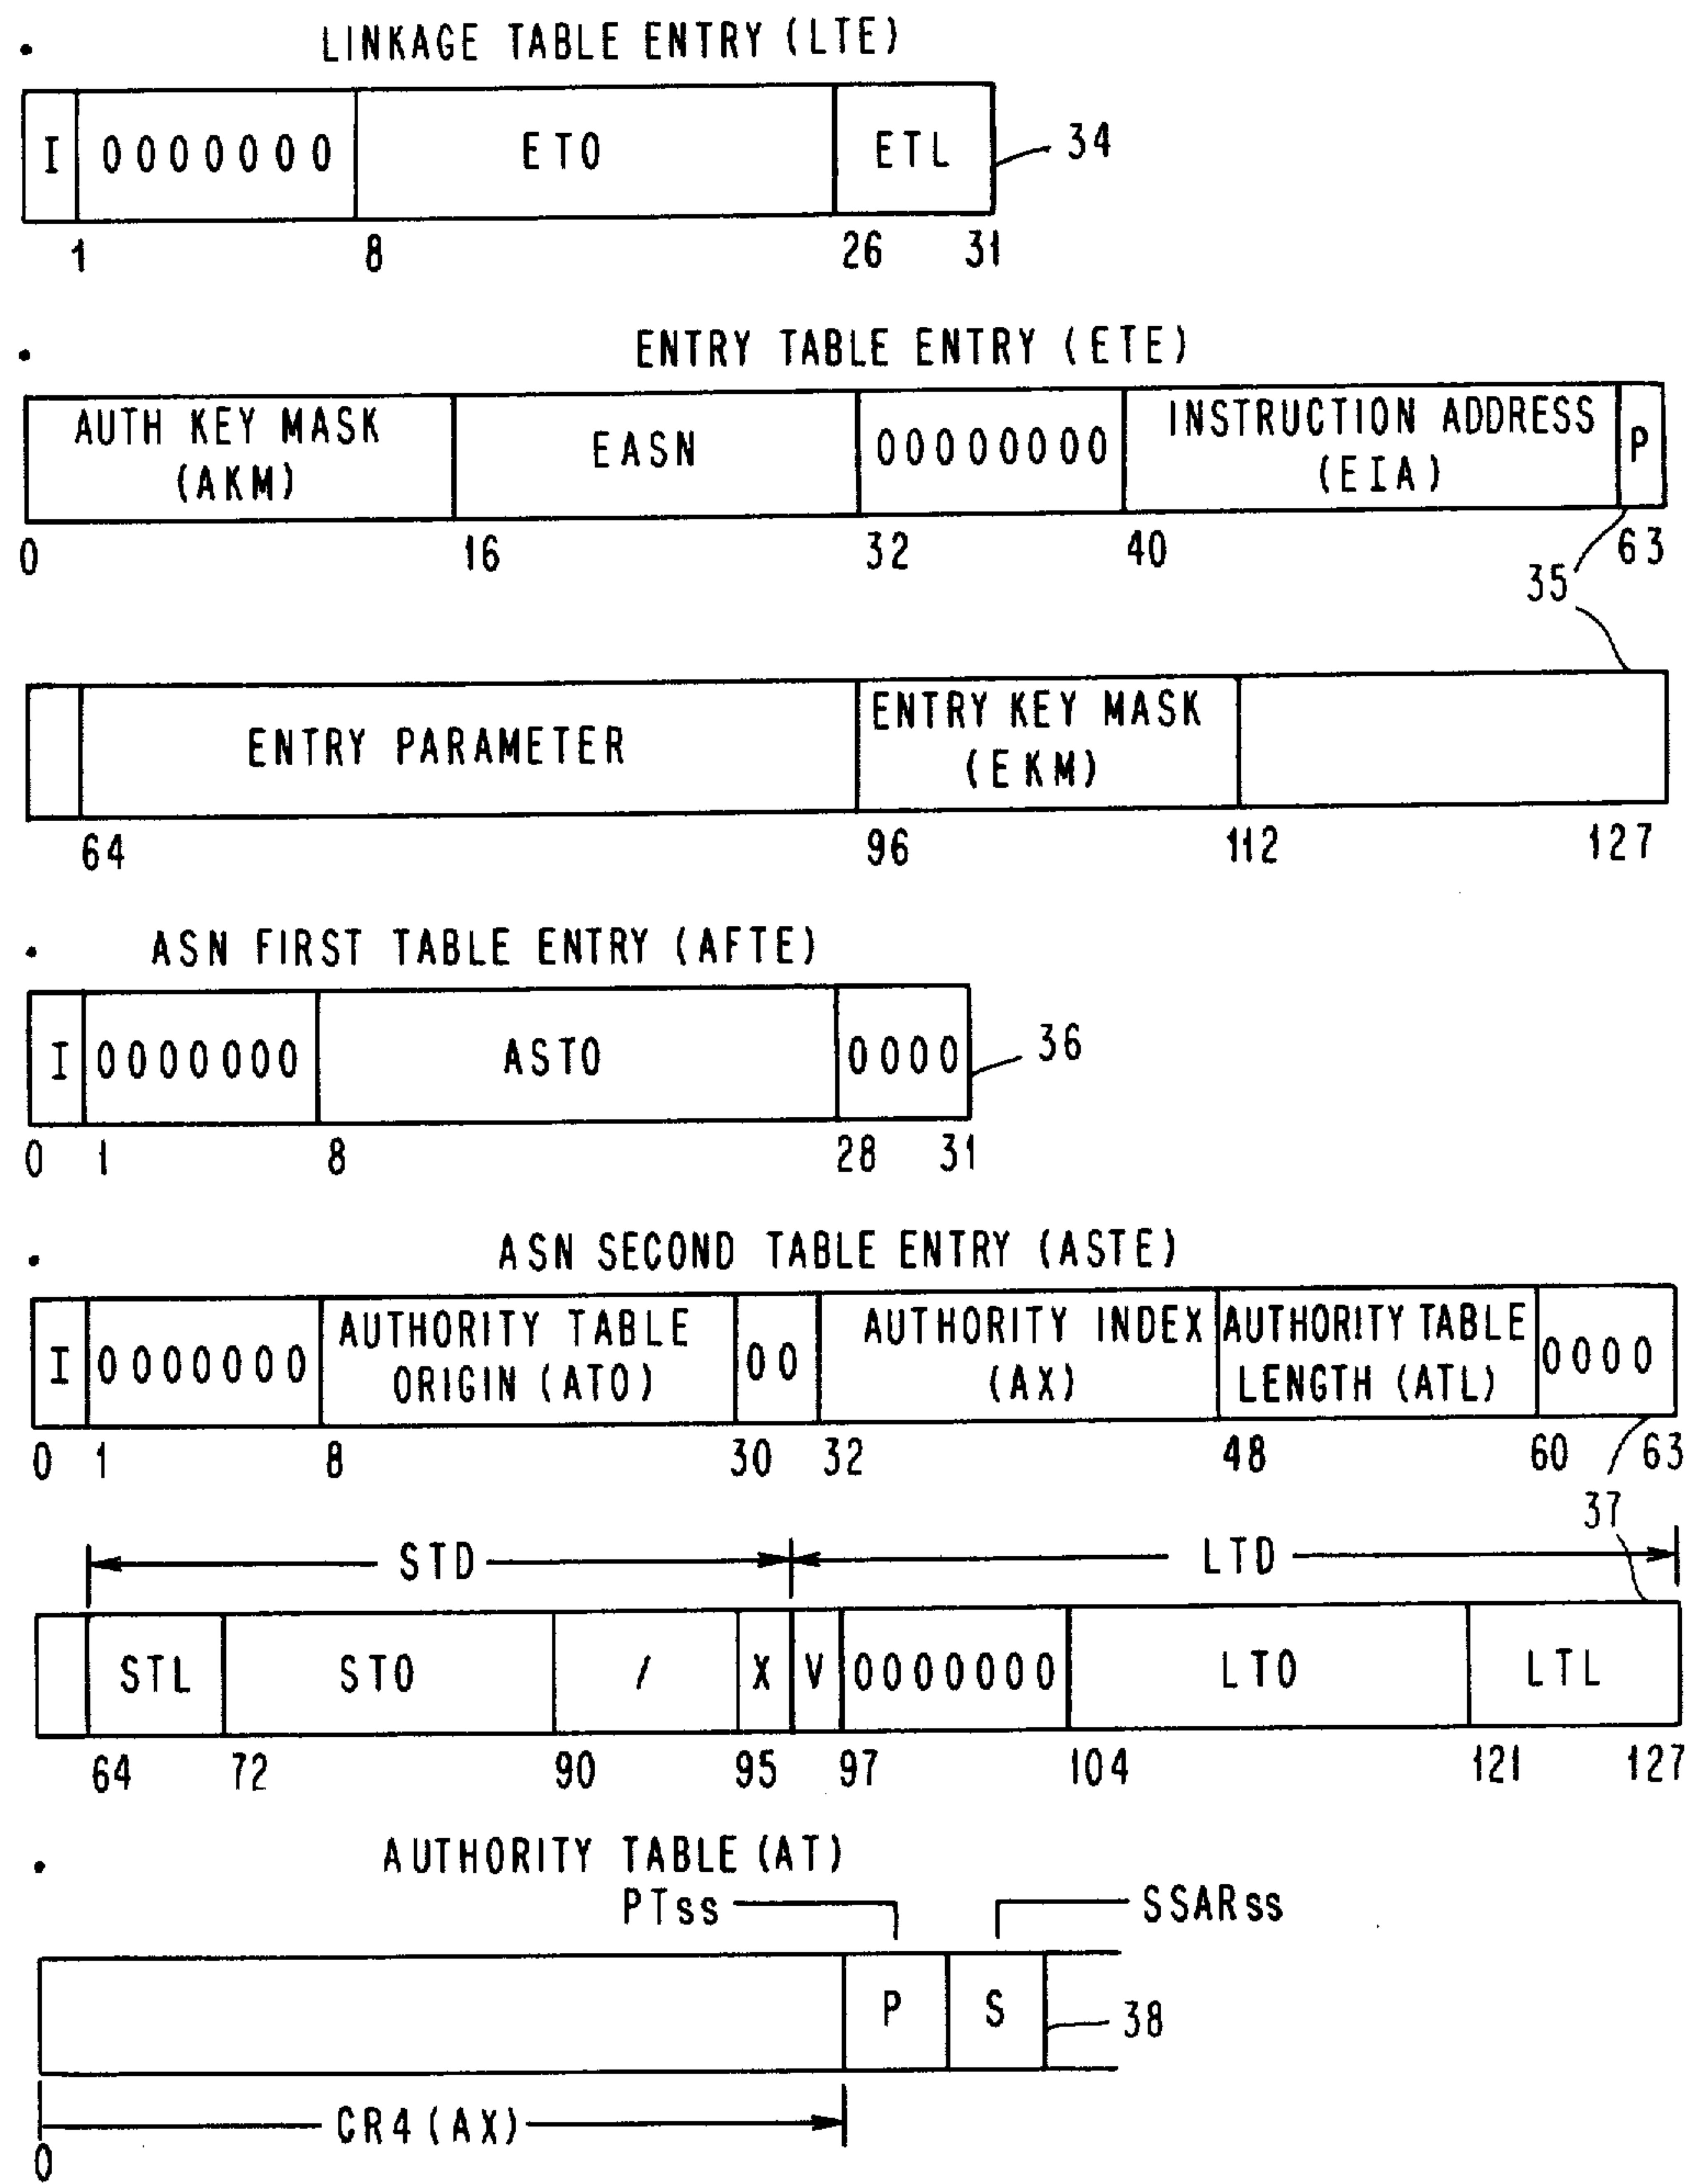 LINKAGE TABLE ENTRY (LTE)
I 0000000 ETO ETL 34
1 8 26 31
ENTRY TABLE ENTRY (ETE)
AUTH KEY MASK (AKM) EASN 00000000 INSTRUCTION ADDRESS (EIA) P
0 16 32 40 63
35
ENTRY PARAMETER ENTRY KEY MASK (EKM)
64 96 112 127
ASN FIRST TABLE ENTRY (AFTE)
I 0000000 ASTO 0000 36
0 1 8 28 31
ASN SECOND TABLE ENTRY (ASTE)
I 0000000 AUTHORITY TABLE ORIGIN (ATO) 00 AUTHORITY INDEX (AX) AUTHORITY TABLE LENGTH (ATL) 0000
0 1 8 30 32 48 60 63
37
STD LTD
STL STO / X V 0000000 LTO LTL
64 72 90 95 97 104 121 127
AUTHORITY TABLE (AT)
PTss SSARss
P S 38
CR4 (AX)
0